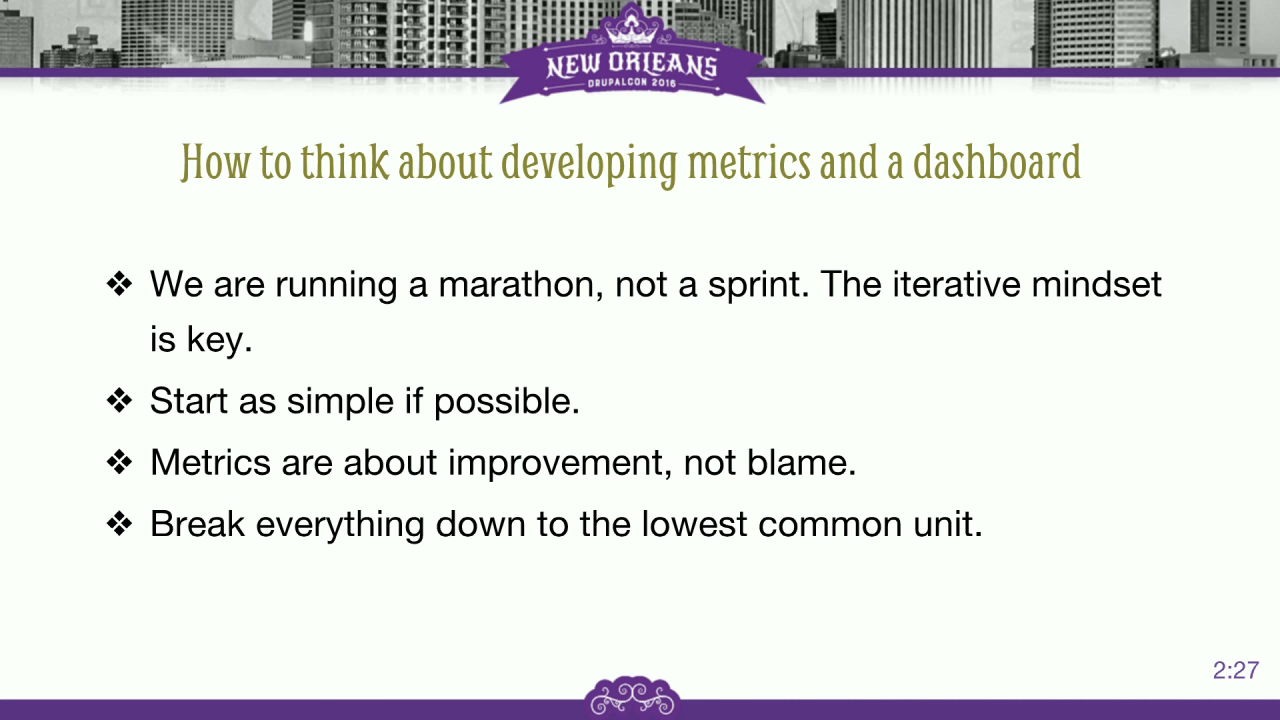 NEW ORLEANS
DRUPALCON 2016
How to think about developing metrics and a dashboard
❖ We are running a marathon, not a sprint. The iterative mindset
is key.
❖ Start as simple if possible.
❖ Metrics are about improvement, not blame.
❖ Break everything down to the lowest common unit.
2:27